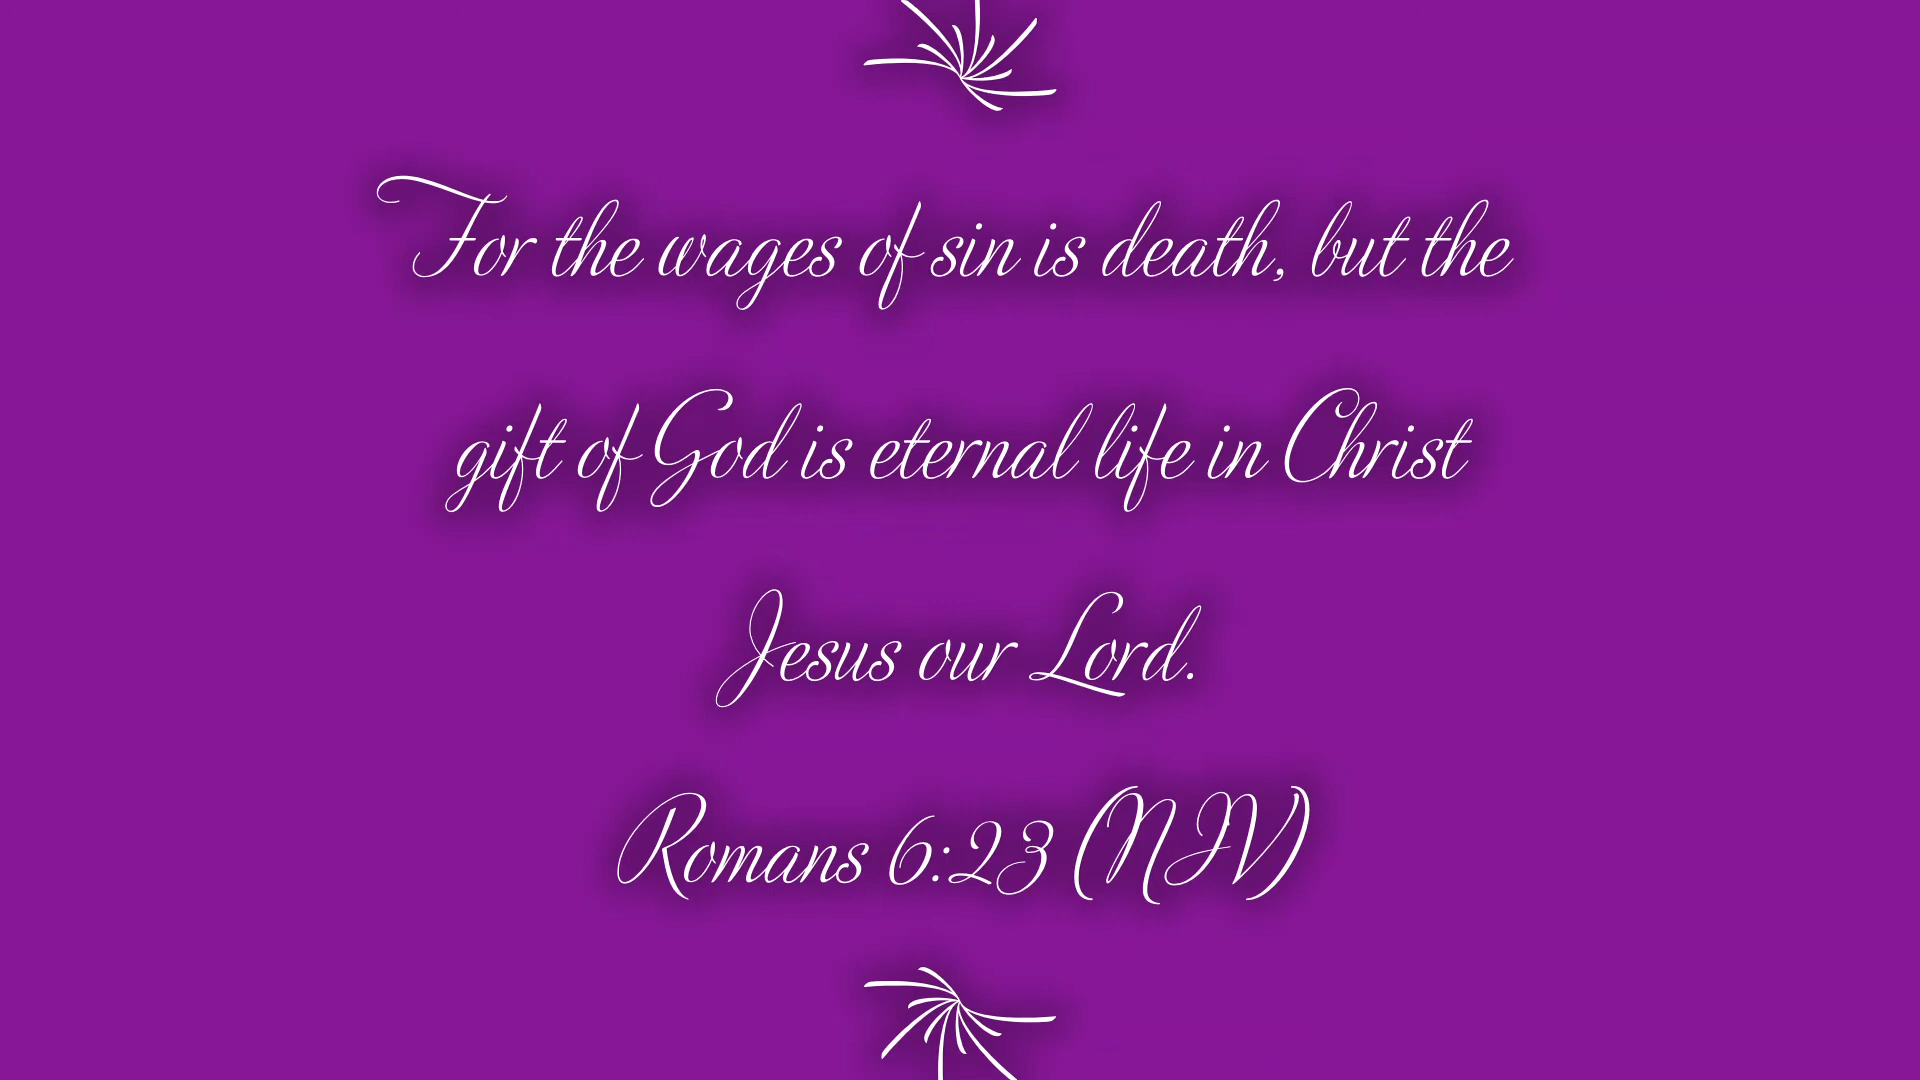 For the wages of sin is death, but the
gift of God is eternal life in Christ
Jesus our Lord.
Romans 6:23 (NIV)